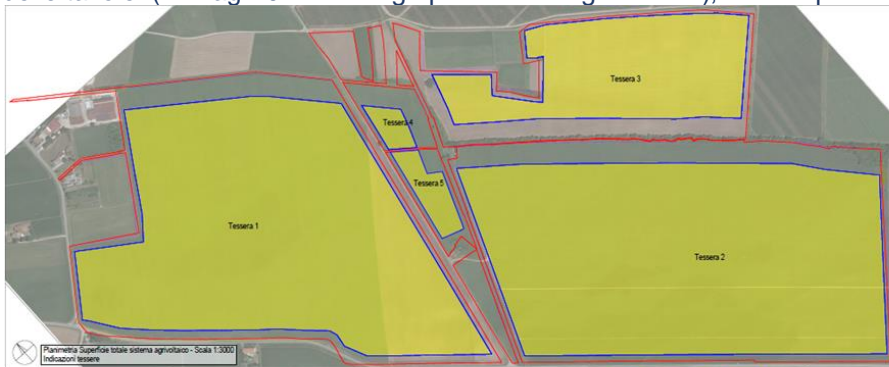 Tessera 3
Tessera 4
Tessera 5
Tessera 1
Tessera 2
Planimetria Superficie totale sistema agrivoltaico - Scala 1:3000
Indicazioni tessere